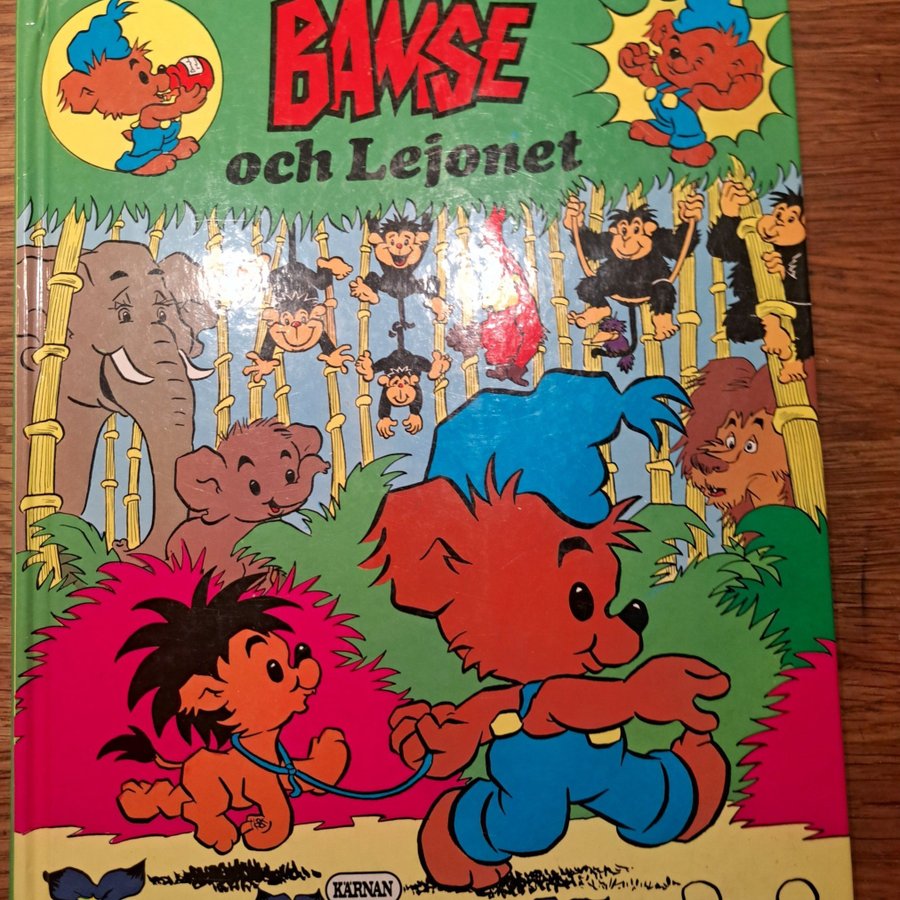 BAMSE
och Lejonet
KÄRNAN